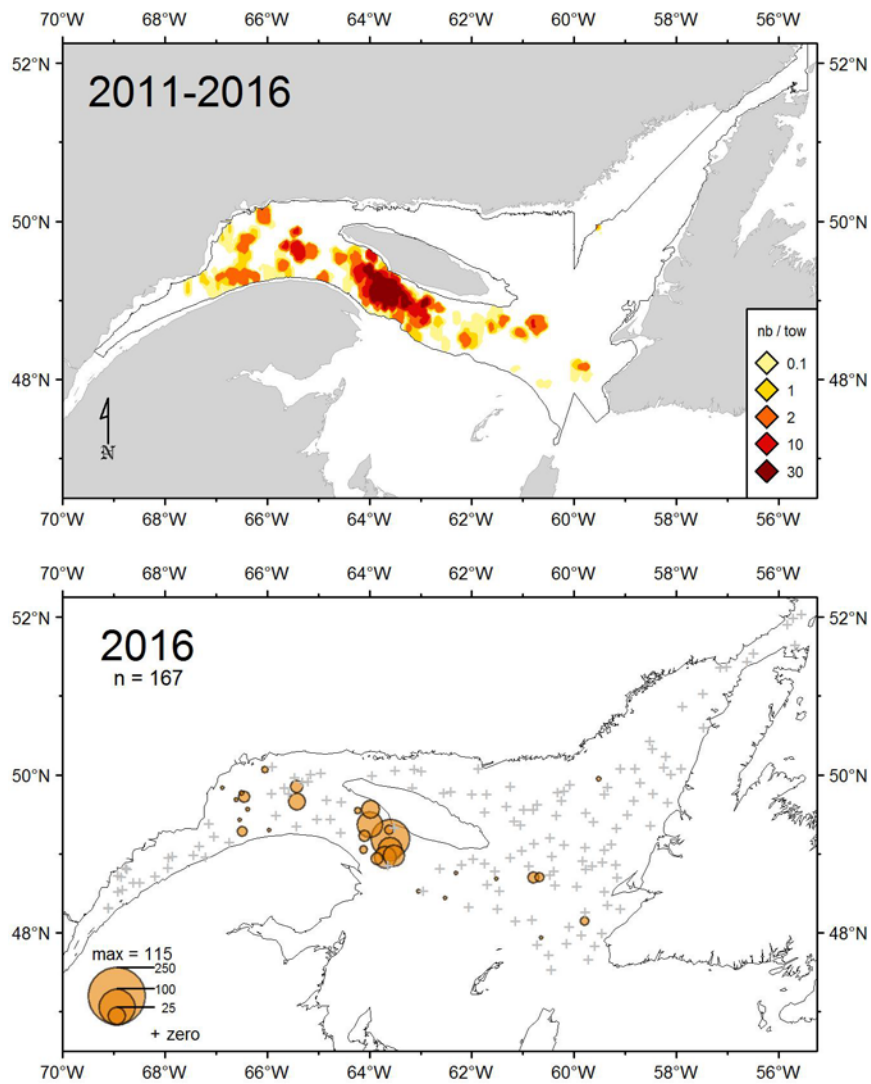 70°W 68°W 66°W 64°W 62°W 60°W 58°W 56°W
52°N 52°N
2011-2016
50°N 50°N
nb / tow
0.1
48°N 48°N
1
2
N
10
30
70°W 68°W 66°W 64°W 62°W 60°W 58°W 56°W
70°W 68°W 66°W 64°W 62°W 60°W 58°W 56°W
52°N 52°N
2016
n = 167
50°N 50°N
48°N 48°N
max = 115
250
100
25
+ zero
70°W 68°W 66°W 64°W 62°W 60°W 58°W 56°W